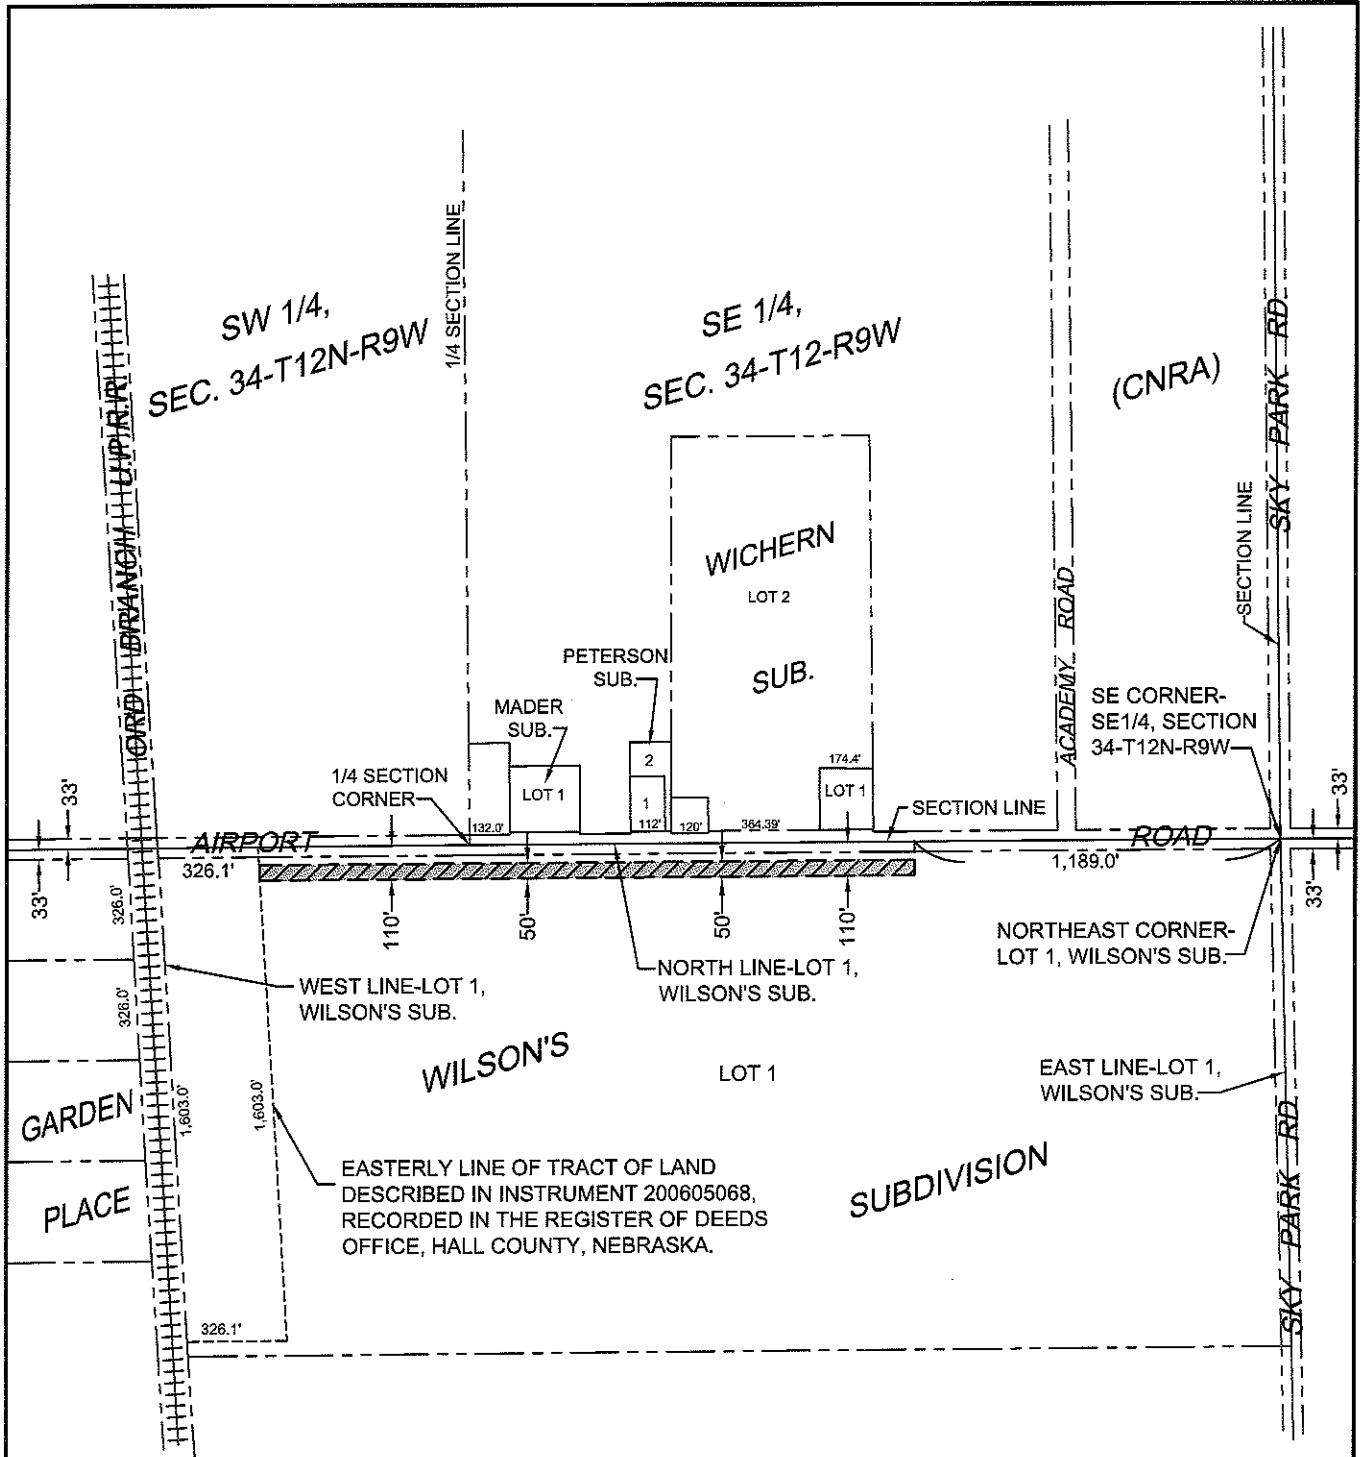 SW 1/4,
SEC. 34-T12N-R9W
1/4 SECTION LINE
SE 1/4,
SEC. 34-T12-R9W
(CNRA)
SKY PARK RD
SECTION LINE
ORD BRANCH U.P.R.R.
WICHERN
LOT 2
SUB.
ACADEMY ROAD
PETERSON
SUB.
MADER
SUB.
SE CORNER-
SE1/4, SECTION
34-T12N-R9W
1/4 SECTION
CORNER
LOT 1
2
1
174.4'
LOT 1
SECTION LINE
132.0'
112'
120'
364.39'
33'
33'
33'
33'
AIRPORT
ROAD
326.1'
1,189.0'
110'
50'
50'
110'
326.0'
326.0'
NORTHEAST CORNER-
LOT 1, WILSON'S SUB.
NORTH LINE-LOT 1,
WILSON'S SUB.
WEST LINE-LOT 1,
WILSON'S SUB.
WILSON'S
LOT 1
EAST LINE-LOT 1,
WILSON'S SUB.
GARDEN
PLACE
1,603.0'
1,603.0'
EASTERLY LINE OF TRACT OF LAND
DESCRIBED IN INSTRUMENT 200605068,
RECORDED IN THE REGISTER OF DEEDS
OFFICE, HALL COUNTY, NEBRASKA.
SUBDIVISION
SKY PARK RD
326.1'